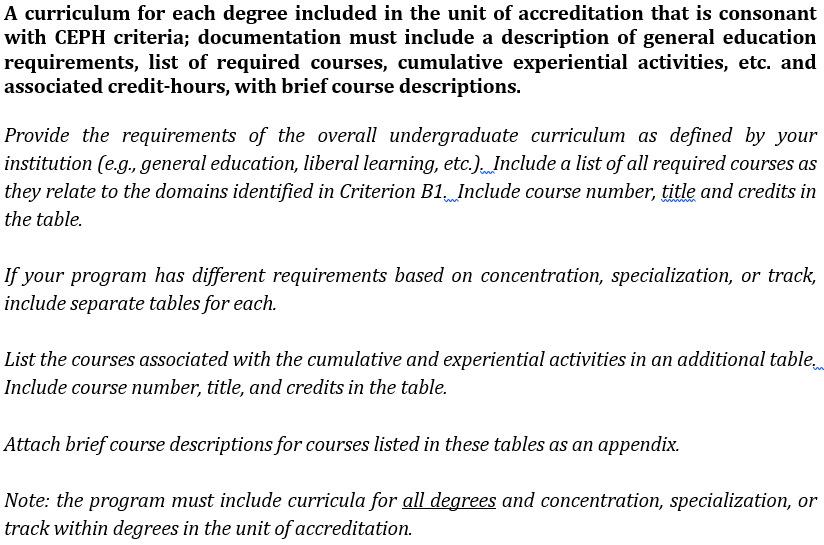 A curriculum for each degree included in the unit of accreditation that is consonant
with CEPH criteria; documentation must include a description of general education
requirements, list of required courses, cumulative experiential activities, etc. and
associated credit-hours, with brief course descriptions.
Provide the requirements of the overall undergraduate curriculum as defined by your
institution (e.g., general education, liberal learning, etc.). Include a list of all required courses as
they relate to the domains identified in Criterion B1. Include course number, title and credits in
the table.
If your program has different requirements based on concentration, specialization, or track,
include separate tables for each.
List the courses associated with the cumulative and experiential activities in an additional table.
Include course number, title, and credits in the table.
Attach brief course descriptions for courses listed in these tables as an appendix.
Note: the program must include curricula for all degrees and concentration, specialization, or
track within degrees in the unit of accreditation.